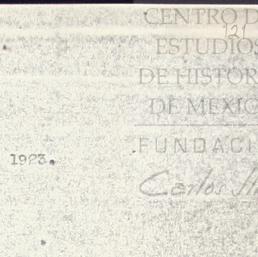 CENTRO D
121
ESTUDIOS
DE HISTOR
DE MEXIC
FUNDACI
1923.
Carlos